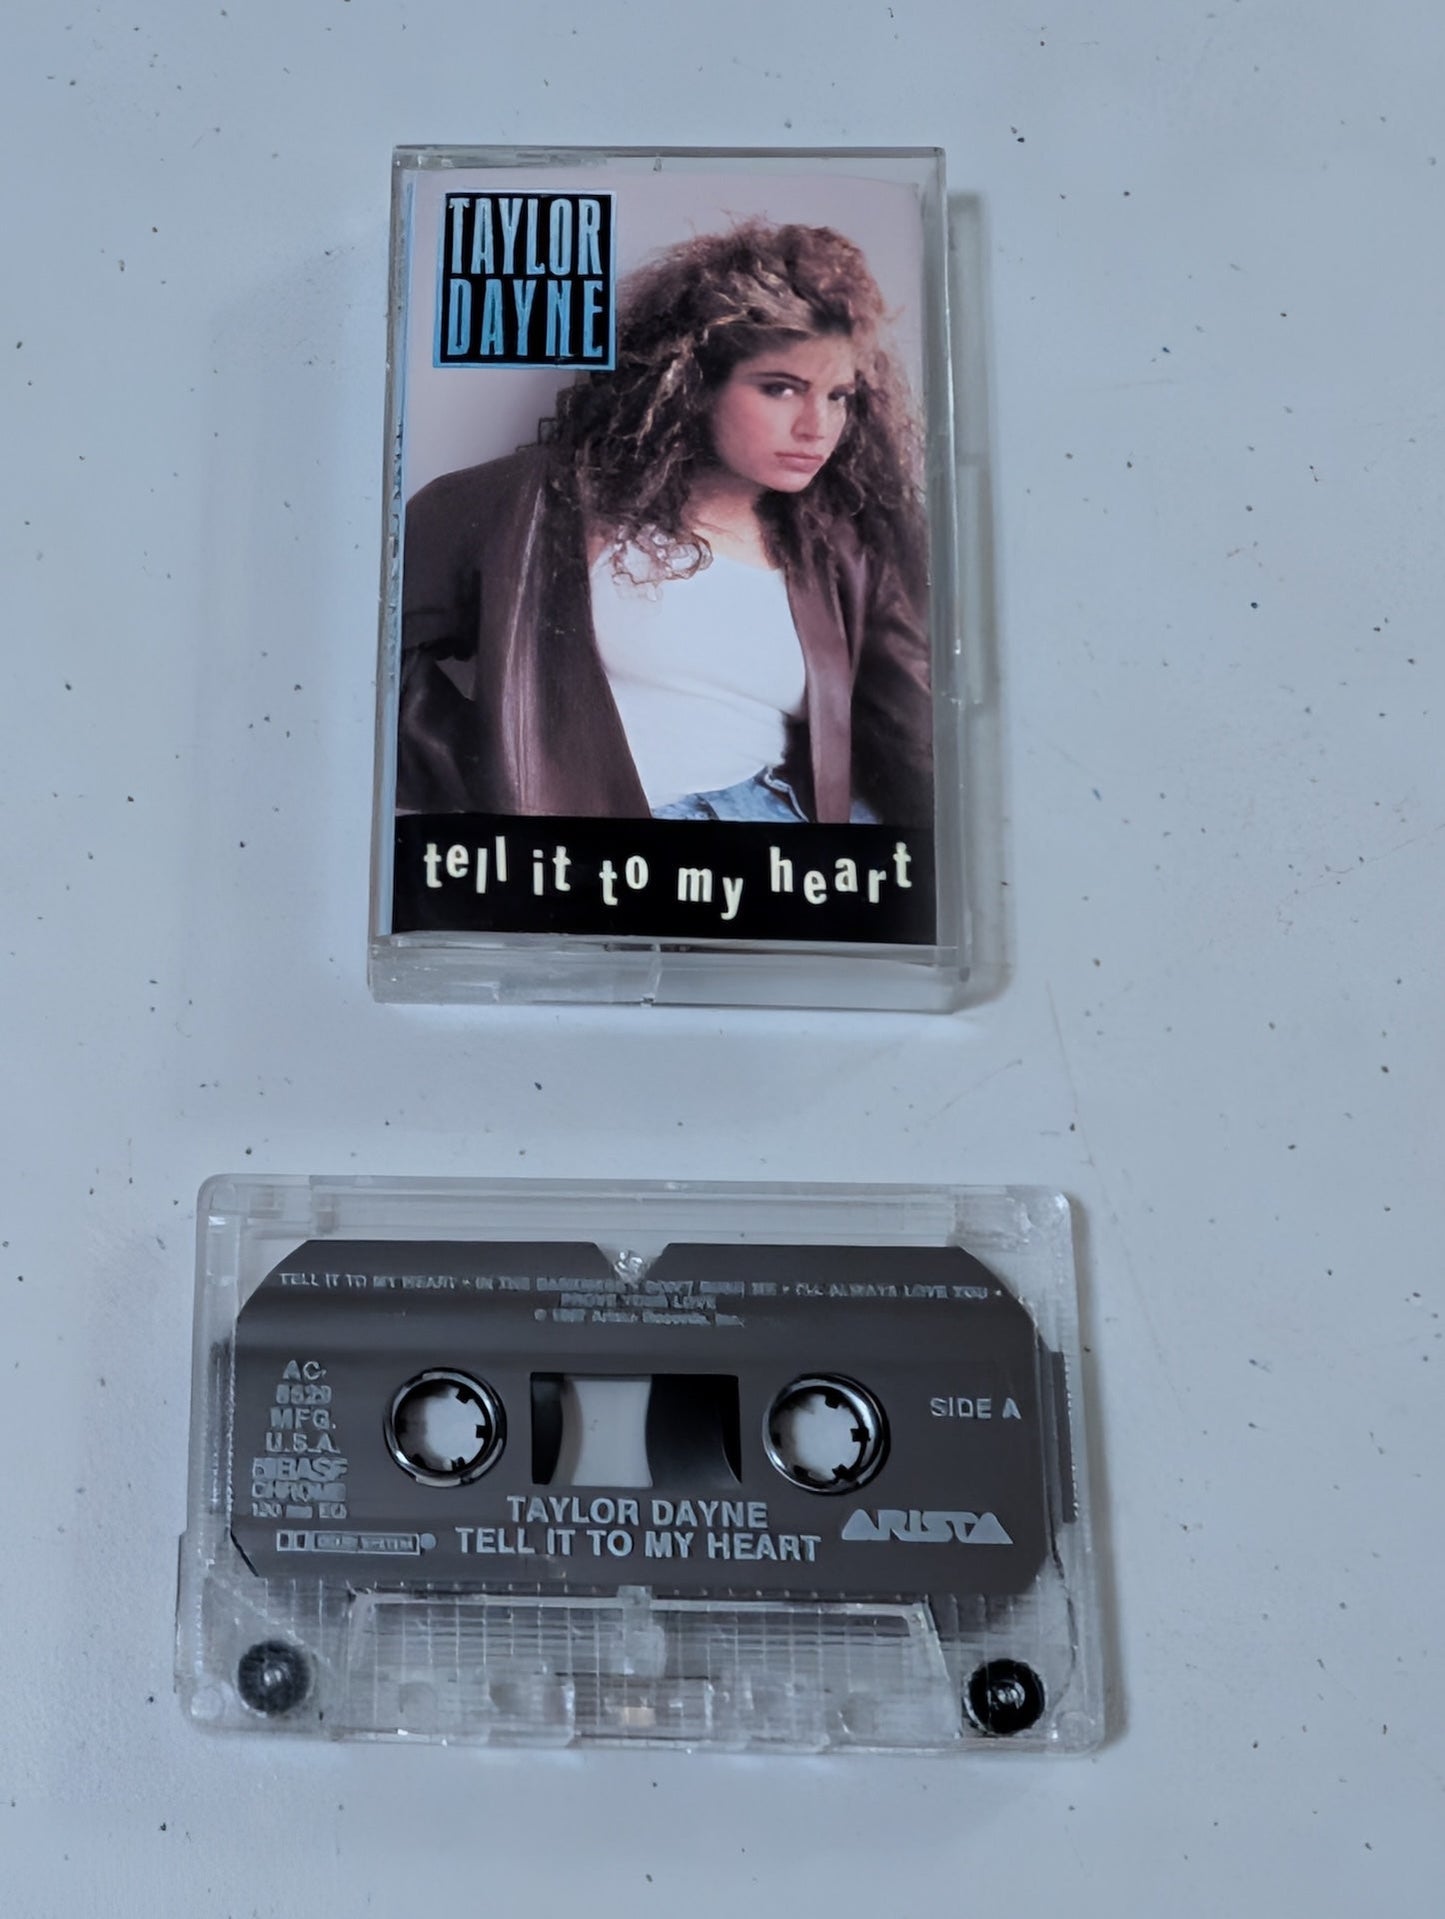 TAYLOR
DAYNE
tell it to my heart
TELL IT TO MY HEART • IN THE DARKNESS • DON'T RUSH ME • I'LL ALWAYS LOVE YOU •
PROVE YOUR LOVE
℗ 1987 Arista Records, Inc.
AC-
8529
MFG.
U.S.A.
BASF
CHROME
120 EQ
SIDE A
TAYLOR DAYNE
TELL IT TO MY HEART
ARISTA